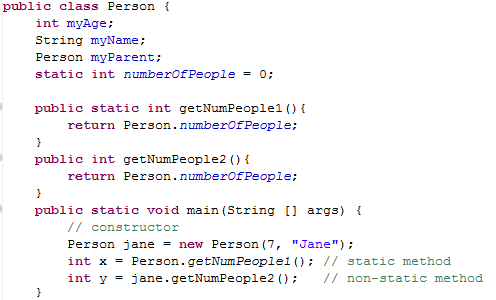 public class Person {
    int myAge;
    String myName;
    Person myParent;
    static int numberOfPeople = 0;

    public static int getNumPeople1(){
        return Person.numberOfPeople;
    }
    public int getNumPeople2(){
        return Person.numberOfPeople;
    }
    public static void main(String [] args) {
        // constructor
        Person jane = new Person(7, "Jane");
        int x = Person.getNumPeople1(); // static method
        int y = jane.getNumPeople2();   // non-static method
    }